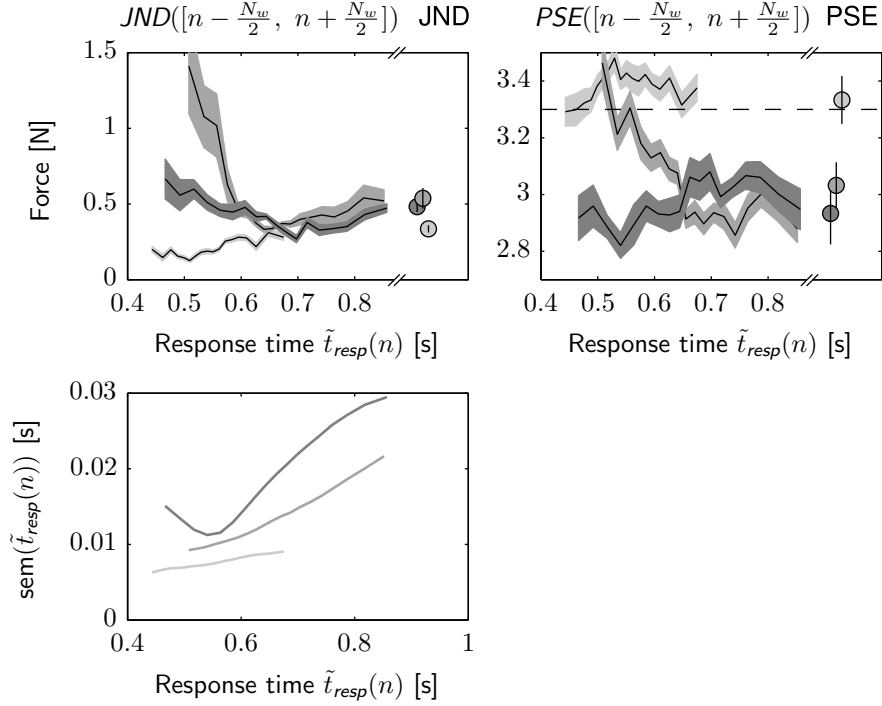 JND([n − N_w/2, n + N_w/2]) JND
PSE([n − N_w/2, n + N_w/2]) PSE
Force [N]
1.5
1
0.5
0
0.4 0.5 0.6 0.7 0.8
Response time t̃_resp(n) [s]
3.4
3.2
3
2.8
0.4 0.5 0.6 0.7 0.8
Response time t̃_resp(n) [s]
sem(t̃_resp(n)) [s]
0.03
0.02
0.01
0
0.4 0.6 0.8 1
Response time t̃_resp(n) [s]